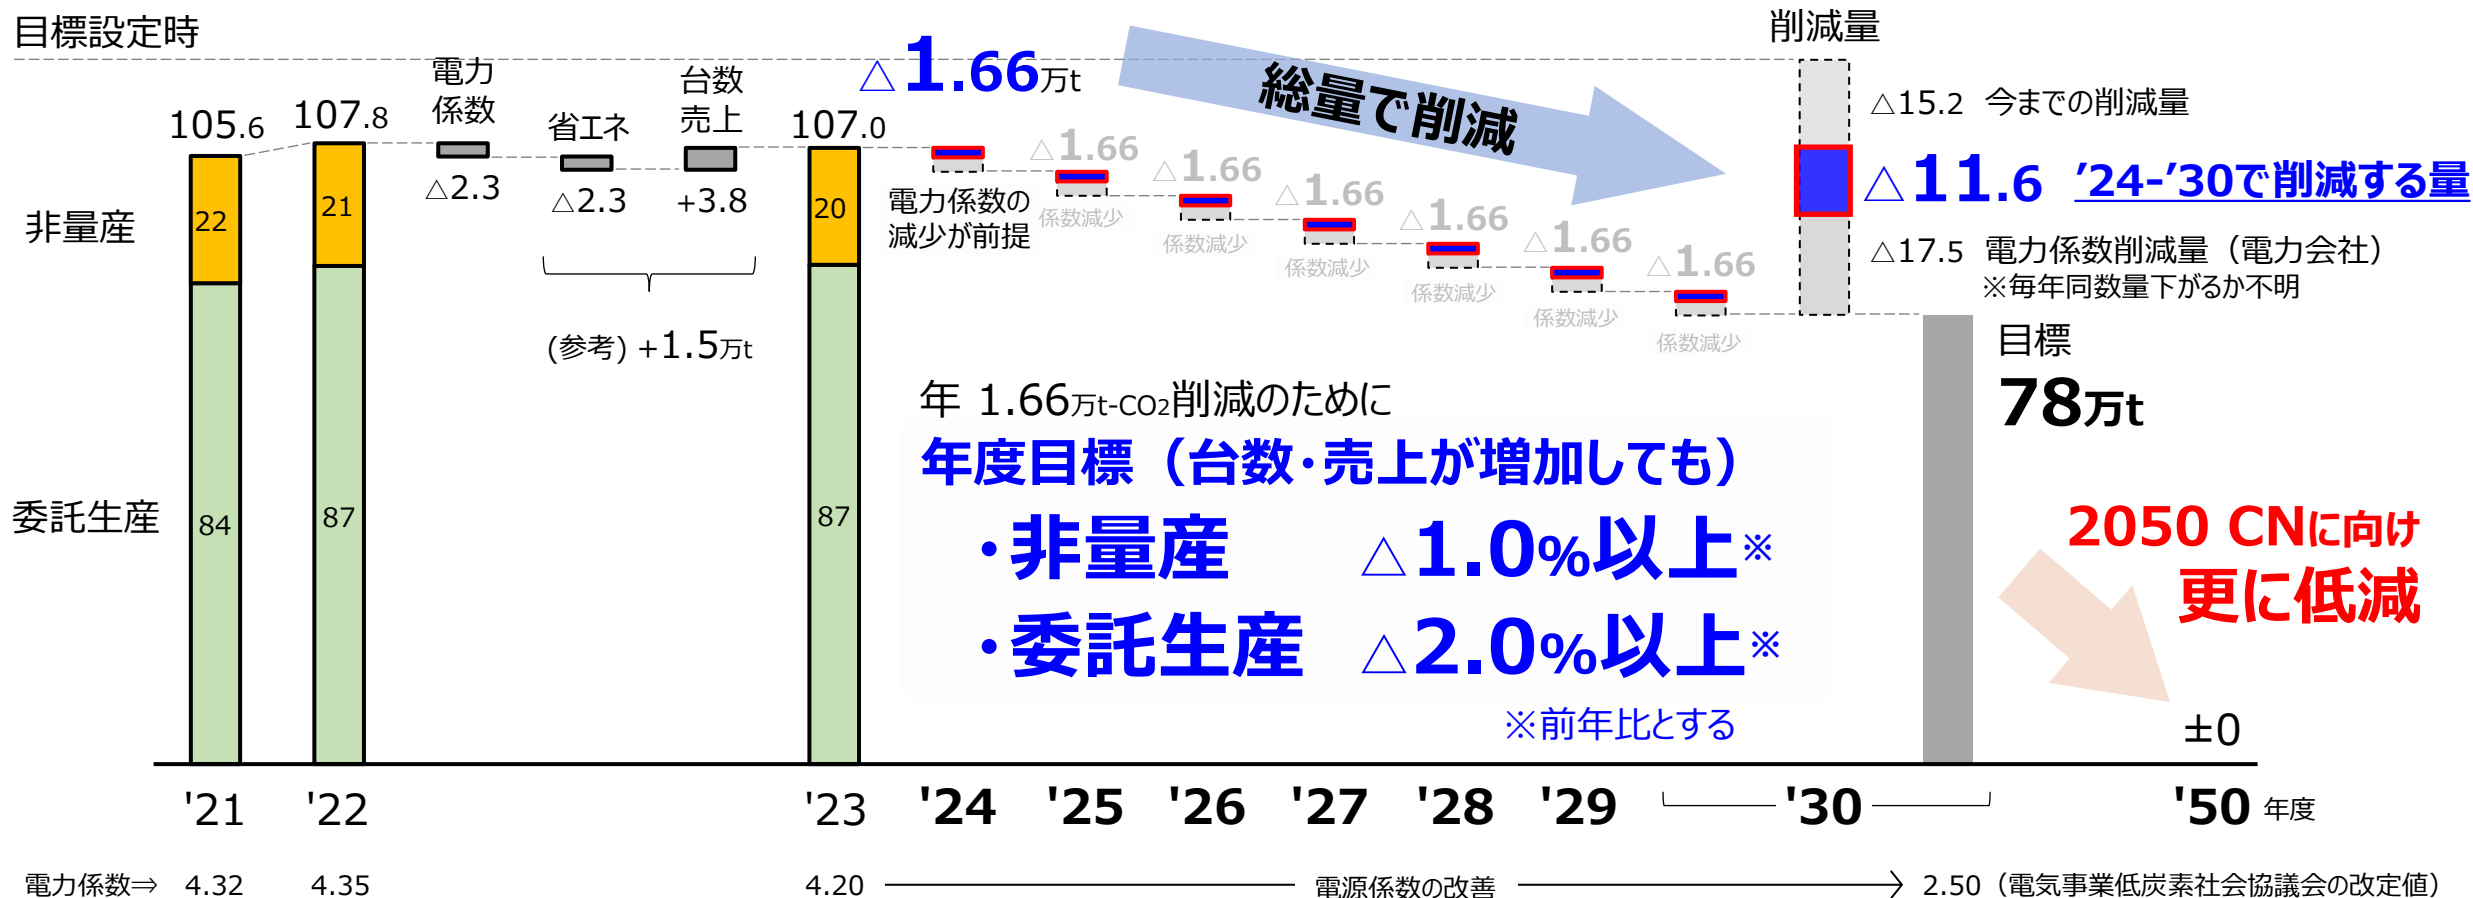 目標設定時
削減量
電力
係数
省エネ
台数
売上
△1.66万t
総量で削減
105.6
107.8
107.0
△2.3
△2.3
+3.8
△15.2 今までの削減量
△11.6 ’24-’30で削減する量
△17.5 電力係数削減量（電力会社）
※毎年同数量下がるか不明
非量産
22
21
20
電力係数の
減少が前提
△1.66
係数減少
△1.66
係数減少
△1.66
係数減少
△1.66
係数減少
△1.66
係数減少
△1.66
係数減少
(参考) +1.5万t
目標
78万t
年 1.66万t-CO2削減のために
年度目標（台数・売上が増加しても）
・非量産 △1.0%以上※
・委託生産 △2.0%以上※
※前年比とする
委託生産
84
87
87
2050 CNに向け
更に低減
±0
'21
'22
'23
'24
'25
'26
'27
'28
'29
'30
'50 年度
電力係数⇒ 4.32 4.35 4.20 電源係数の改善 2.50（電気事業低炭素社会協議会の改定値）